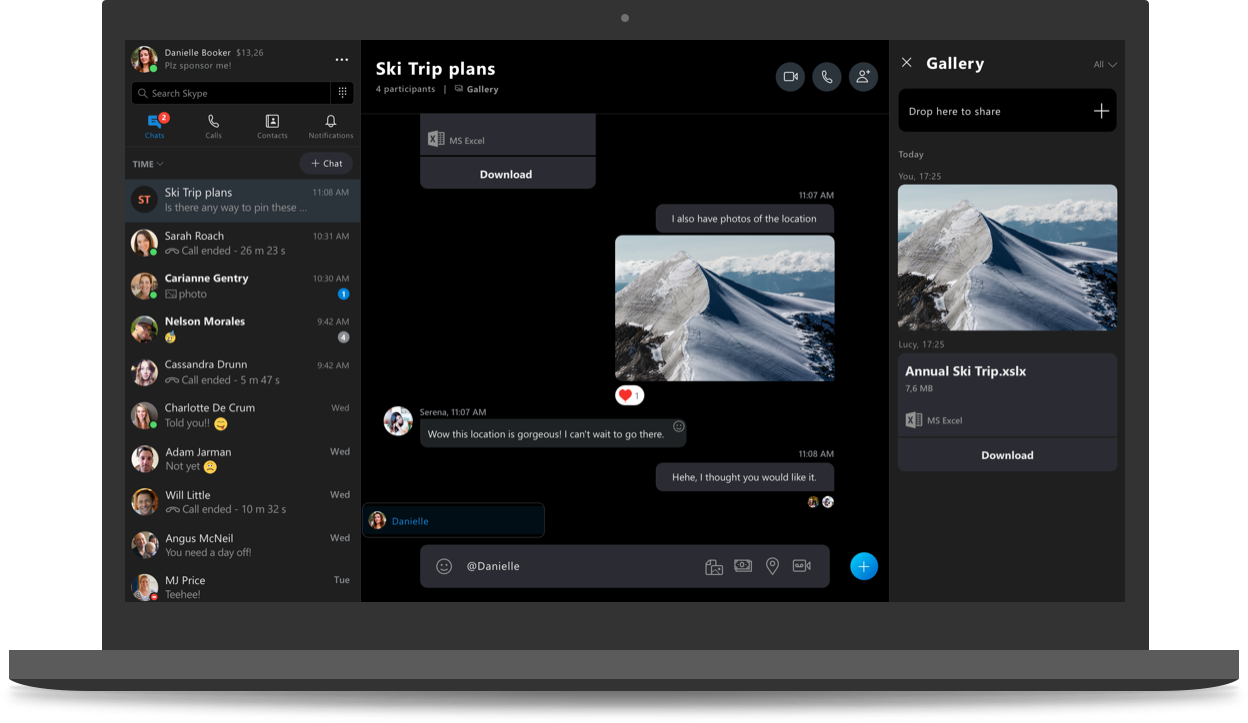 Danielle Booker $13,26
Plz sponsor me!
Search Skype
2
Chats
Calls
Contacts
Notifications
TIME
+ Chat
ST
Ski Trip plans
11:08 AM
Is there any way to pin these ...
Sarah Roach
10:31 AM
Call ended - 26 m 23 s
Carianne Gentry
10:30 AM
photo
1
Nelson Morales
9:42 AM
4
Cassandra Drunn
9:42 AM
Call ended - 5 m 47 s
Charlotte De Crum
Wed
Told you!!
Adam Jarman
Wed
Not yet
Will Little
Wed
Call ended - 10 m 32 s
Angus McNeil
Wed
You need a day off!
MJ Price
Tue
Teehee!
Ski Trip plans
4 participants | Gallery
MS Excel
Download
11:07 AM
I also have photos of the location
1
Serena, 11:07 AM
Wow this location is gorgeous! I can't wait to go there.
11:08 AM
Hehe, I thought you would like it.
Danielle
@Danielle
Gallery
All
Drop here to share
Today
You, 17:25
Lucy, 17:25
Annual Ski Trip.xslx
7,6 MB
MS Excel
Download